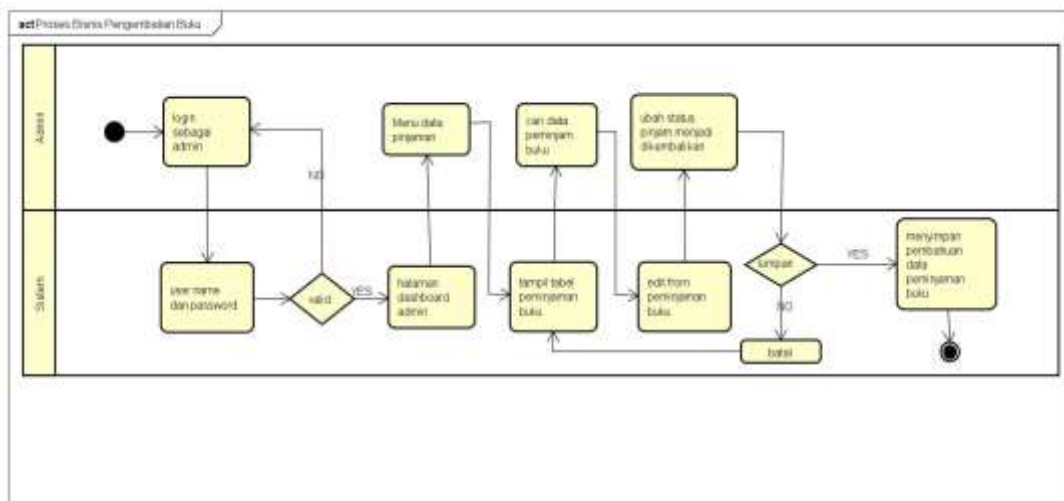 act Proses Bisnis Pengembalian Buku
Admin
login
sebagai
admin
Menu data
pinjaman
cari data
peminjam
buku
ubah status
pinjam menjadi
dikembalikan
NO
Sistem
user name
dan password
valid
YES
halaman
dashboard
admin
tampil tabel
peminjaman
buku
edit from
peminjaman
buku
simpan
YES
NO
batal
menyimpan
data
peminjaman
buku